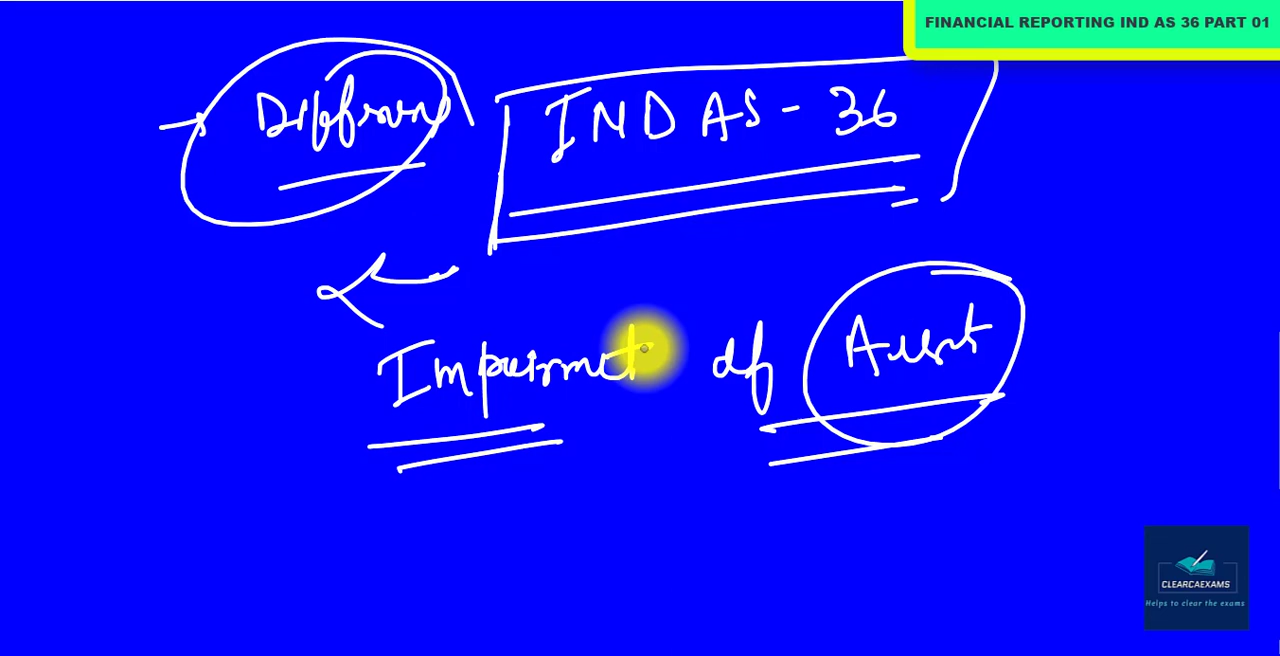 FINANCIAL REPORTING IND AS 36 PART 01
IND AS - 36
Impairment of Asset
CLEARCAEXAMS
Helps to clear the exams